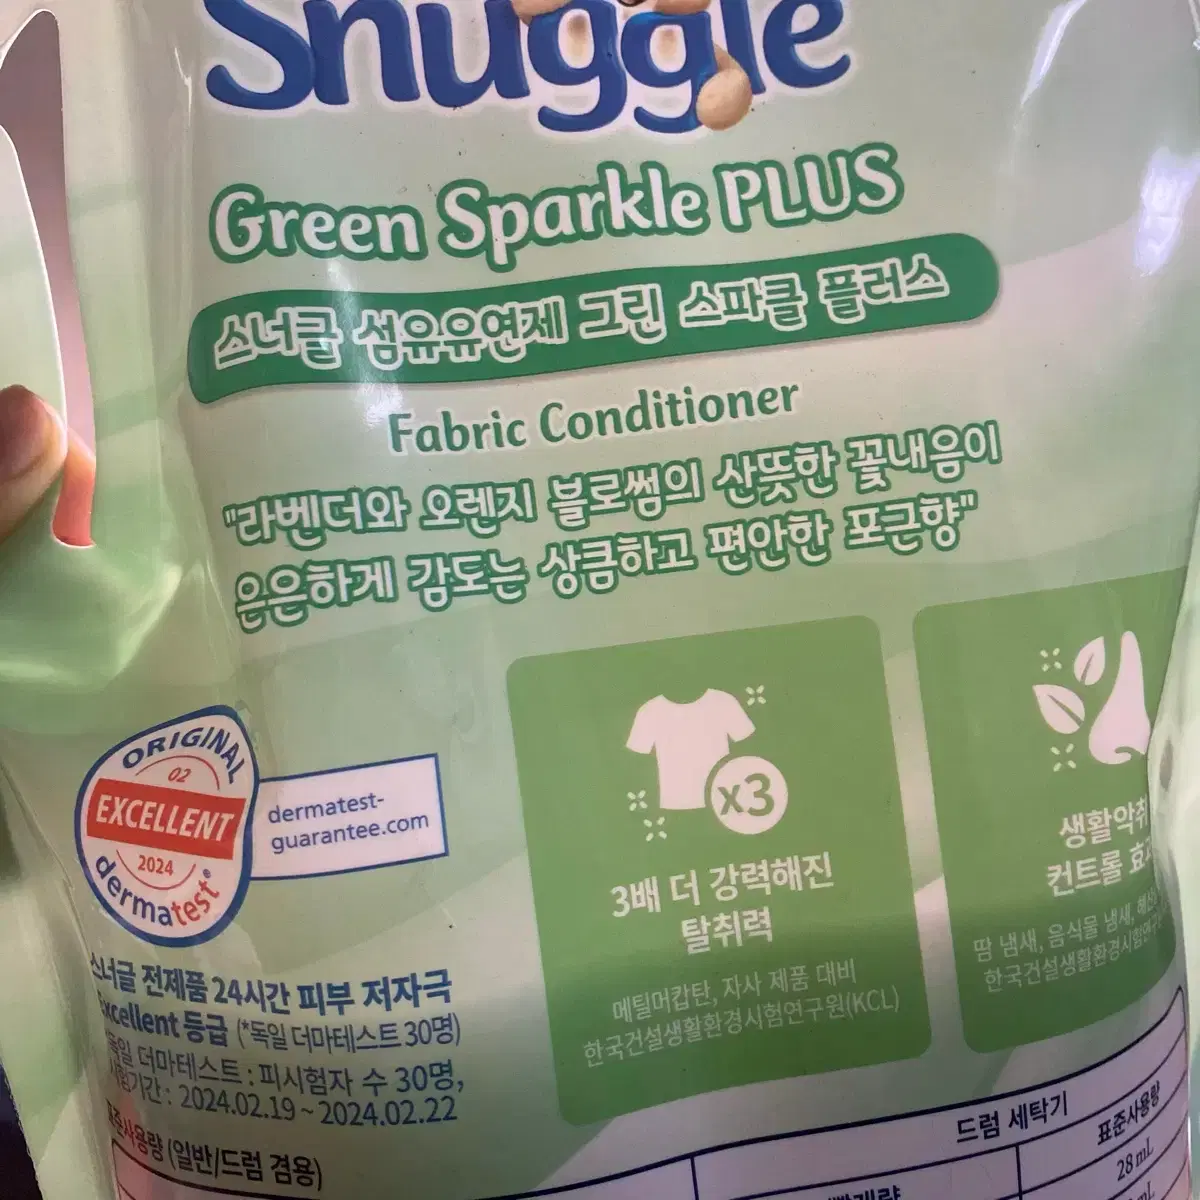 Snuggle
Green Sparkle PLUS
스너글 섬유유연제 그린 스파클 플러스
Fabric Conditioner
"라벤더와 오렌지 블로썸의 산뜻한 꽃내음이
은은하게 감도는 상큼하고 편안한 포근향"
ORIGINAL
02
EXCELLENT
2024
dermatest®
dermatest-
guarantee.com
스너글 전제품 24시간 피부 저자극
Excellent 등급 (*독일 더마테스트 30명)
*독일 더마테스트 : 피시험자 수 30명,
시험기간 : 2024.02.19 ~ 2024.02.22
x3
3배 더 강력해진
탈취력
메틸머캅탄, 자사 제품 대비
한국건설생활환경시험연구원(KCL)
생활악취
컨트롤
땀 냄새, 음식물 냄새,
한국건설생활환경시험연구
표준사용량 (일반/드럼 겸용)
드럼 세탁기
표준사용량
28 mL
mL